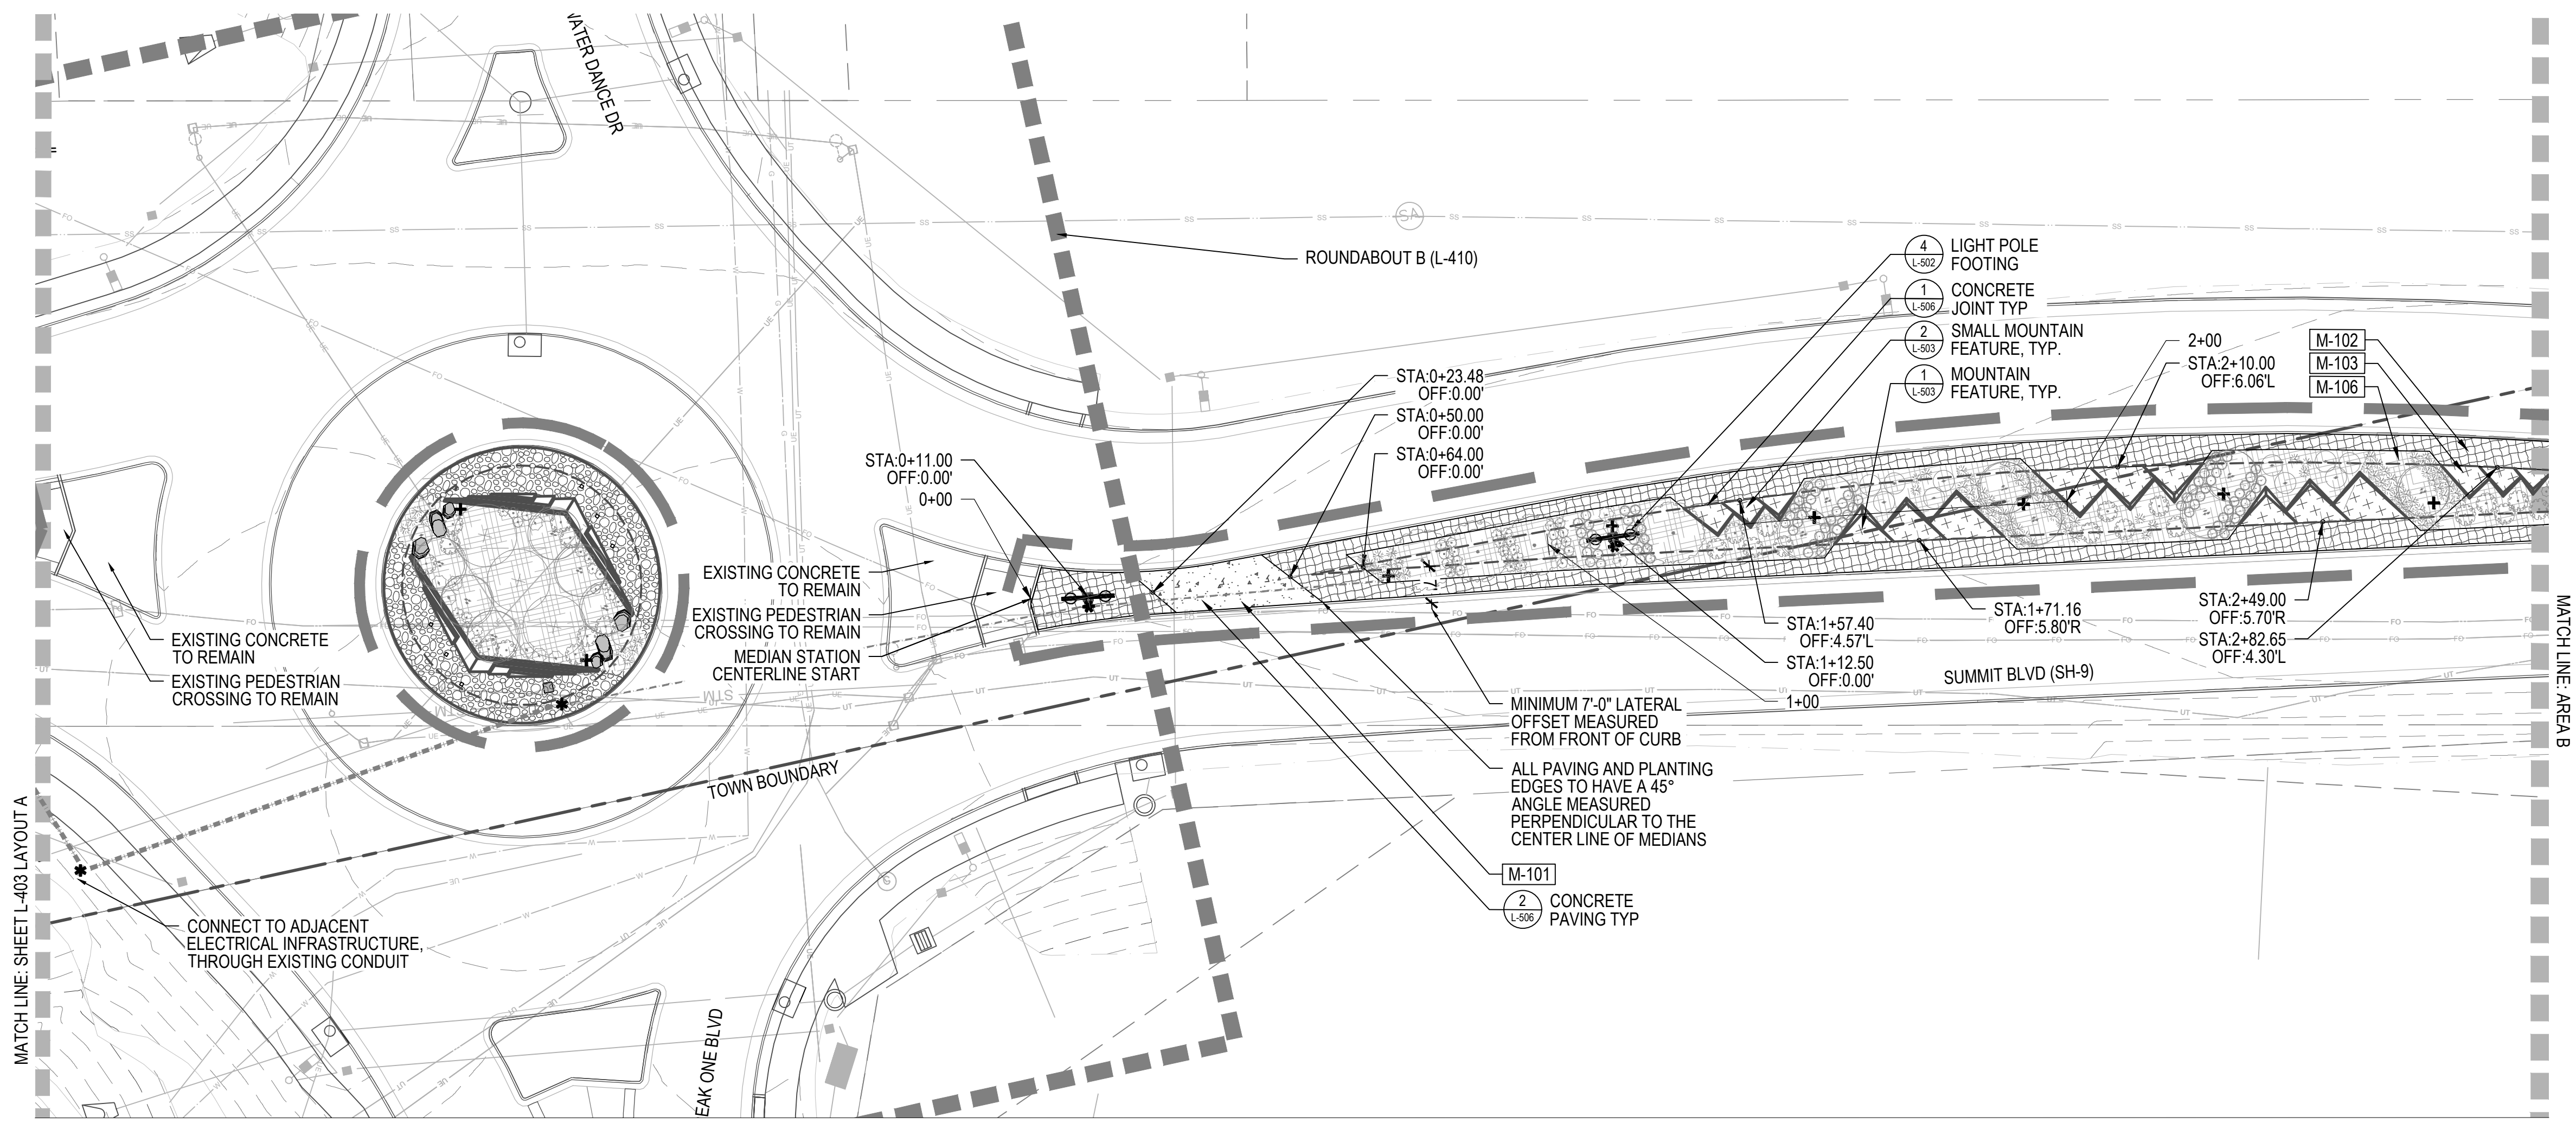 WATER DANCE DR
ROUNDABOUT B (L-410)
4
L-502
LIGHT POLE
FOOTING
1
L-506
CONCRETE
JOINT TYP
2
L-503
SMALL MOUNTAIN
FEATURE, TYP.
1
L-503
MOUNTAIN
FEATURE, TYP.
2+00
STA:2+10.00
OFF:6.06'L
M-102
M-103
M-106
STA:0+23.48
OFF:0.00'
STA:0+50.00
OFF:0.00'
STA:0+64.00
OFF:0.00'
STA:0+11.00
OFF:0.00'
0+00
EXISTING CONCRETE
TO REMAIN
EXISTING PEDESTRIAN
CROSSING TO REMAIN
MEDIAN STATION
CENTERLINE START
EXISTING CONCRETE
TO REMAIN
EXISTING PEDESTRIAN
CROSSING TO REMAIN
STA:1+57.40
OFF:4.57'L
STA:1+12.50
OFF:0.00'
1+00
STA:1+71.16
OFF:5.80'R
STA:2+49.00
OFF:5.70'R
STA:2+82.65
OFF:4.30'L
SUMMIT BLVD (SH-9)
MINIMUM 7'-0" LATERAL
OFFSET MEASURED
FROM FRONT OF CURB
ALL PAVING AND PLANTING
EDGES TO HAVE A 45°
ANGLE MEASURED
PERPENDICULAR TO THE
CENTER LINE OF MEDIANS
M-101
2
L-506
CONCRETE
PAVING TYP
TOWN BOUNDARY
CONNECT TO ADJACENT
ELECTRICAL INFRASTRUCTURE,
THROUGH EXISTING CONDUIT
EAK ONE BLVD
MATCH LINE: SHEET L-403 LAYOUT A
MATCH LINE: AREA B
SA
STM
STM